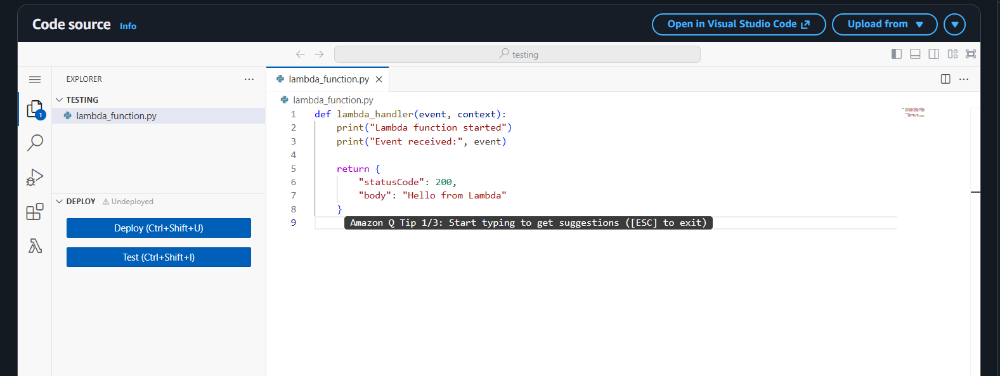 Code source Info
Open in Visual Studio Code
Upload from
testing
EXPLORER
TESTING
lambda_function.py
1
DEPLOY Undeployed
Deploy (Ctrl+Shift+U)
Test (Ctrl+Shift+I)
lambda_function.py
lambda_function.py
1 def lambda_handler(event, context):
2     print("Lambda function started")
3     print("Event received:", event)
4
5     return {
6         "statusCode": 200,
7         "body": "Hello from Lambda"
8     }
9 Amazon Q Tip 1/3: Start typing to get suggestions ([ESC] to exit)